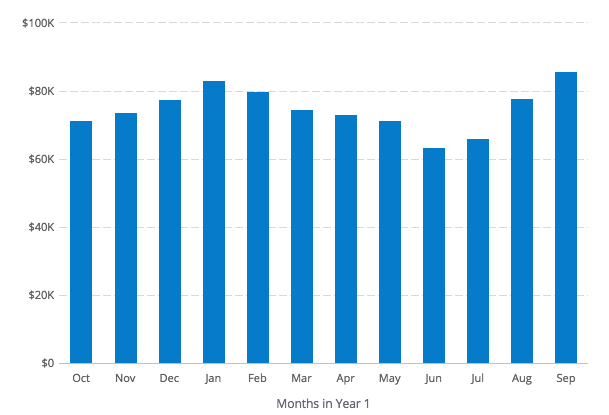 $100K
$80K
$60K
$40K
$20K
$0
Oct Nov Dec Jan Feb Mar Apr May Jun Jul Aug Sep
Months in Year 1